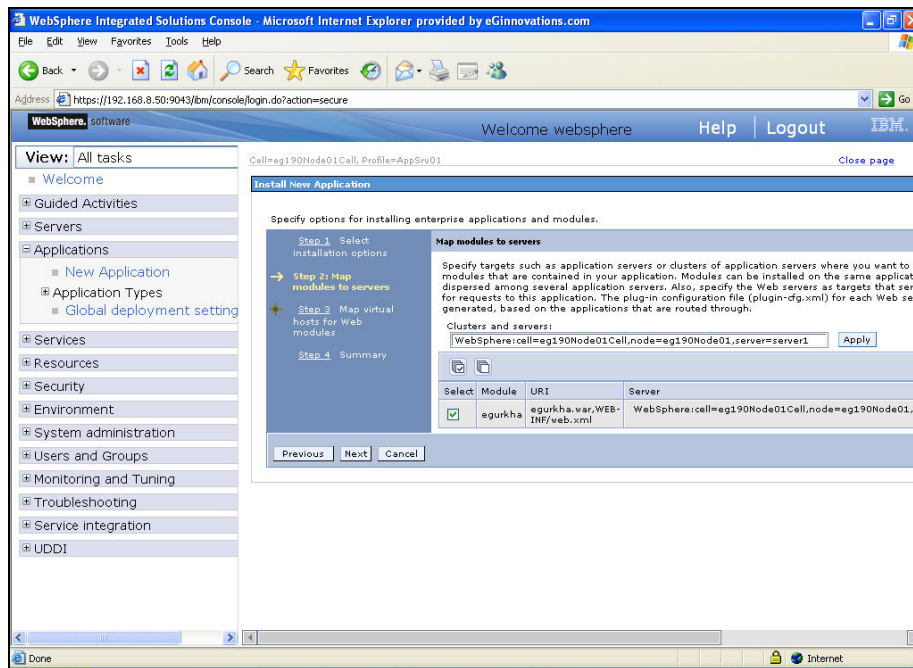 WebSphere Integrated Solutions Console - Microsoft Internet Explorer provided by eGinnovations.com
File Edit View Favorites Tools Help
Back Search Favorites
Address https://192.168.8.50:9043/ibm/console/login.do?action=secure Go
WebSphere. software Welcome websphere Help Logout IBM.
View: All tasks
Welcome
Guided Activities
Servers
Applications
New Application
Application Types
Global deployment setting
Services
Resources
Security
Environment
System administration
Users and Groups
Monitoring and Tuning
Troubleshooting
Service integration
UDDI
Cell=eg190Node01Cell, Profile=AppSrv01 Close page
Install New Application
Specify options for installing enterprise applications and modules.
Step 1 Select
installation options
Step 2: Map
modules to servers
Step 3 Map virtual
hosts for Web
modules
Step 4 Summary
Map modules to servers
Specify targets such as application servers or clusters of application servers where you want to
modules that are contained in your application. Modules can be installed on the same applicat
dispersed among several application servers. Also, specify the Web servers as targets that ser
for requests to this application. The plug-in configuration file (plugin-cfg.xml) for each Web se
generated, based on the applications that are routed through.
Clusters and servers:
WebSphere:cell=eg190Node01Cell,node=eg190Node01,server=server1 Apply
Select Module URI Server
egurkha egurkha.war,WEB- WebSphere:cell=eg190Node01Cell,node=eg190Node01,
INF/web.xml
Previous Next Cancel
Done Internet